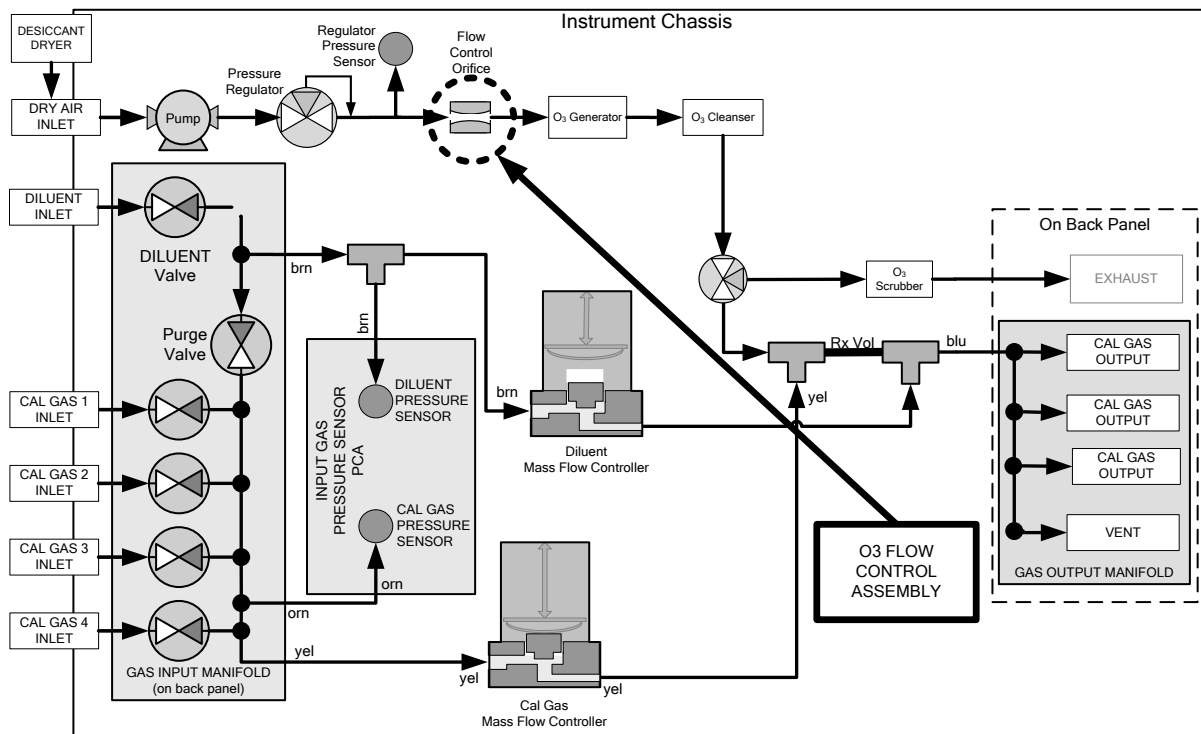 Instrument Chassis
DESICCANT
DRYER
DRY AIR
INLET
Pump
Pressure
Regulator
Regulator
Pressure
Sensor
Flow
Control
Orifice
O₃ Generator
O₃ Cleanser
DILUENT
INLET
DILUENT
Valve
brn
brn
brn
Purge
Valve
CAL GAS 1
INLET
CAL GAS 2
INLET
CAL GAS 3
INLET
CAL GAS 4
INLET
GAS INPUT MANIFOLD
(on back panel)
INPUT GAS
PRESSURE SENSOR
PCA
DILUENT
PRESSURE
SENSOR
CAL GAS
PRESSURE
SENSOR
orn
orn
yel
yel
yel
Diluent
Mass Flow Controller
Cal Gas
Mass Flow Controller
O₃
Scrubber
Rx Vol
yel
blu
O3 FLOW
CONTROL
ASSEMBLY
On Back Panel
EXHAUST
CAL GAS
OUTPUT
CAL GAS
OUTPUT
CAL GAS
OUTPUT
VENT
GAS OUTPUT MANIFOLD